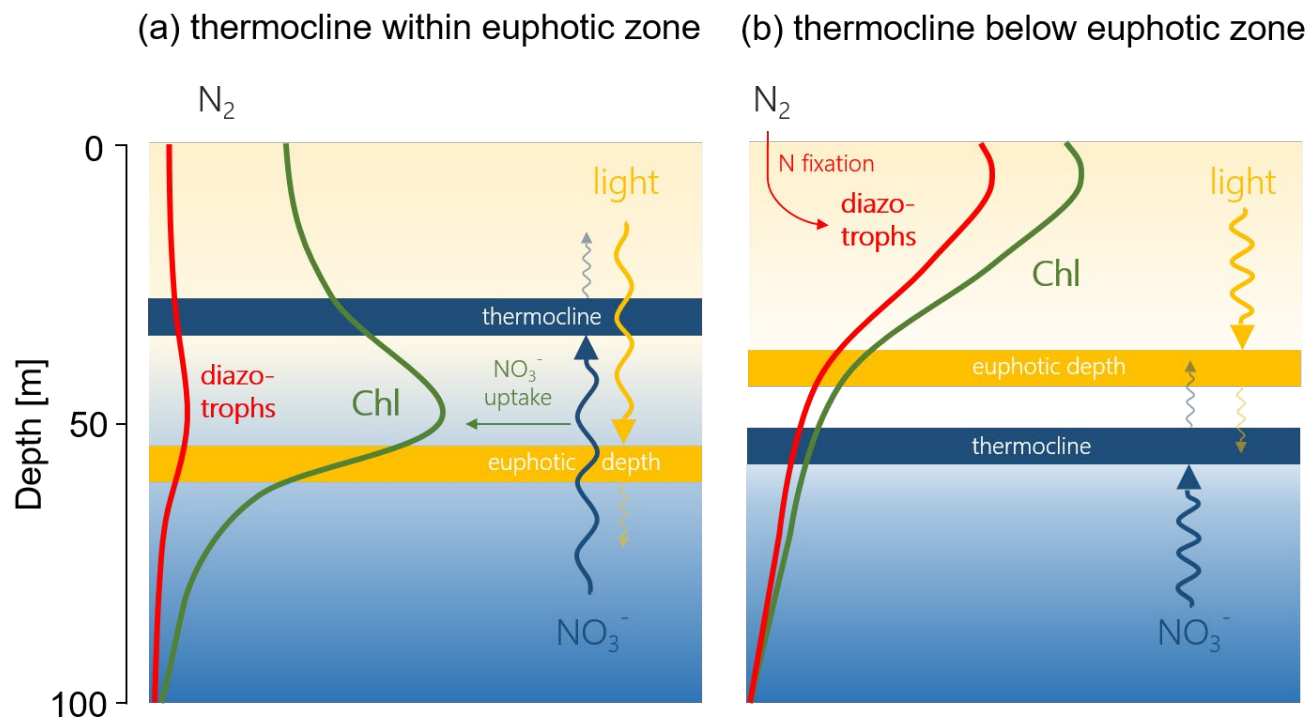 (a) thermocline within euphotic zone
(b) thermocline below euphotic zone
Depth [m]
0
50
100
N₂
light
thermocline
NO₃⁻
uptake
diazo-
trophs
Chl
euphotic depth
NO₃⁻
N₂
N fixation
diazo-
trophs
light
Chl
euphotic depth
thermocline
NO₃⁻